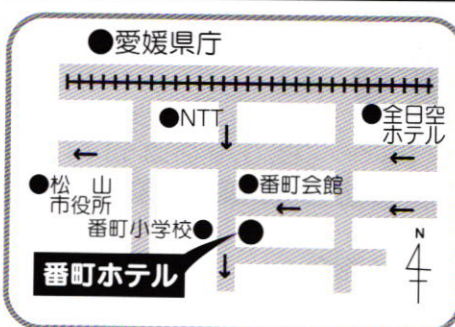 愛媛県庁
NTT
全日空
ホテル
松 山
市役所
番町会館
番町小学校
番町ホテル
N